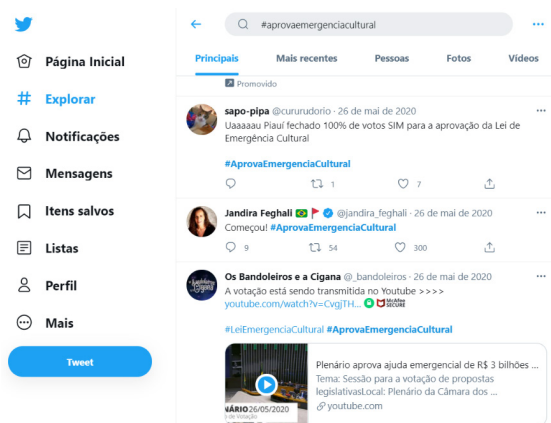 #aprovaemergenciacultural
Principais
Mais recentes
Pessoas
Fotos
Vídeos
Página Inicial
Explorar
Notificações
Mensagens
Itens salvos
Listas
Perfil
Mais
Tweet
Promovido
sapo-pipa @cururudorio · 26 de mai de 2020
Uaaaaau Piauí fechado 100% de votos SIM para a aprovação da Lei de
Emergência Cultural
#AprovaEmergenciaCultural
1 7
Jandira Feghali @jandira_feghali · 26 de mai de 2020
Começou! #AprovaEmergenciaCultural
9 54 300
Os Bandoleiros e a Cigana @_bandoleiros · 26 de mai de 2020
A votação está sendo transmitida no Youtube >>>>
youtube.com/watch?v=CvgjTH... McAfee SECURE
#LeiEmergenciaCultural #AprovaEmergenciaCultural
Plenário aprova ajuda emergencial de R$ 3 bilhões ...
Tema: Sessão para a votação de propostas
legislativasLocal: Plenário da Câmara dos ...
youtube.com
NÁRIO 26/05/2020
o de Votação